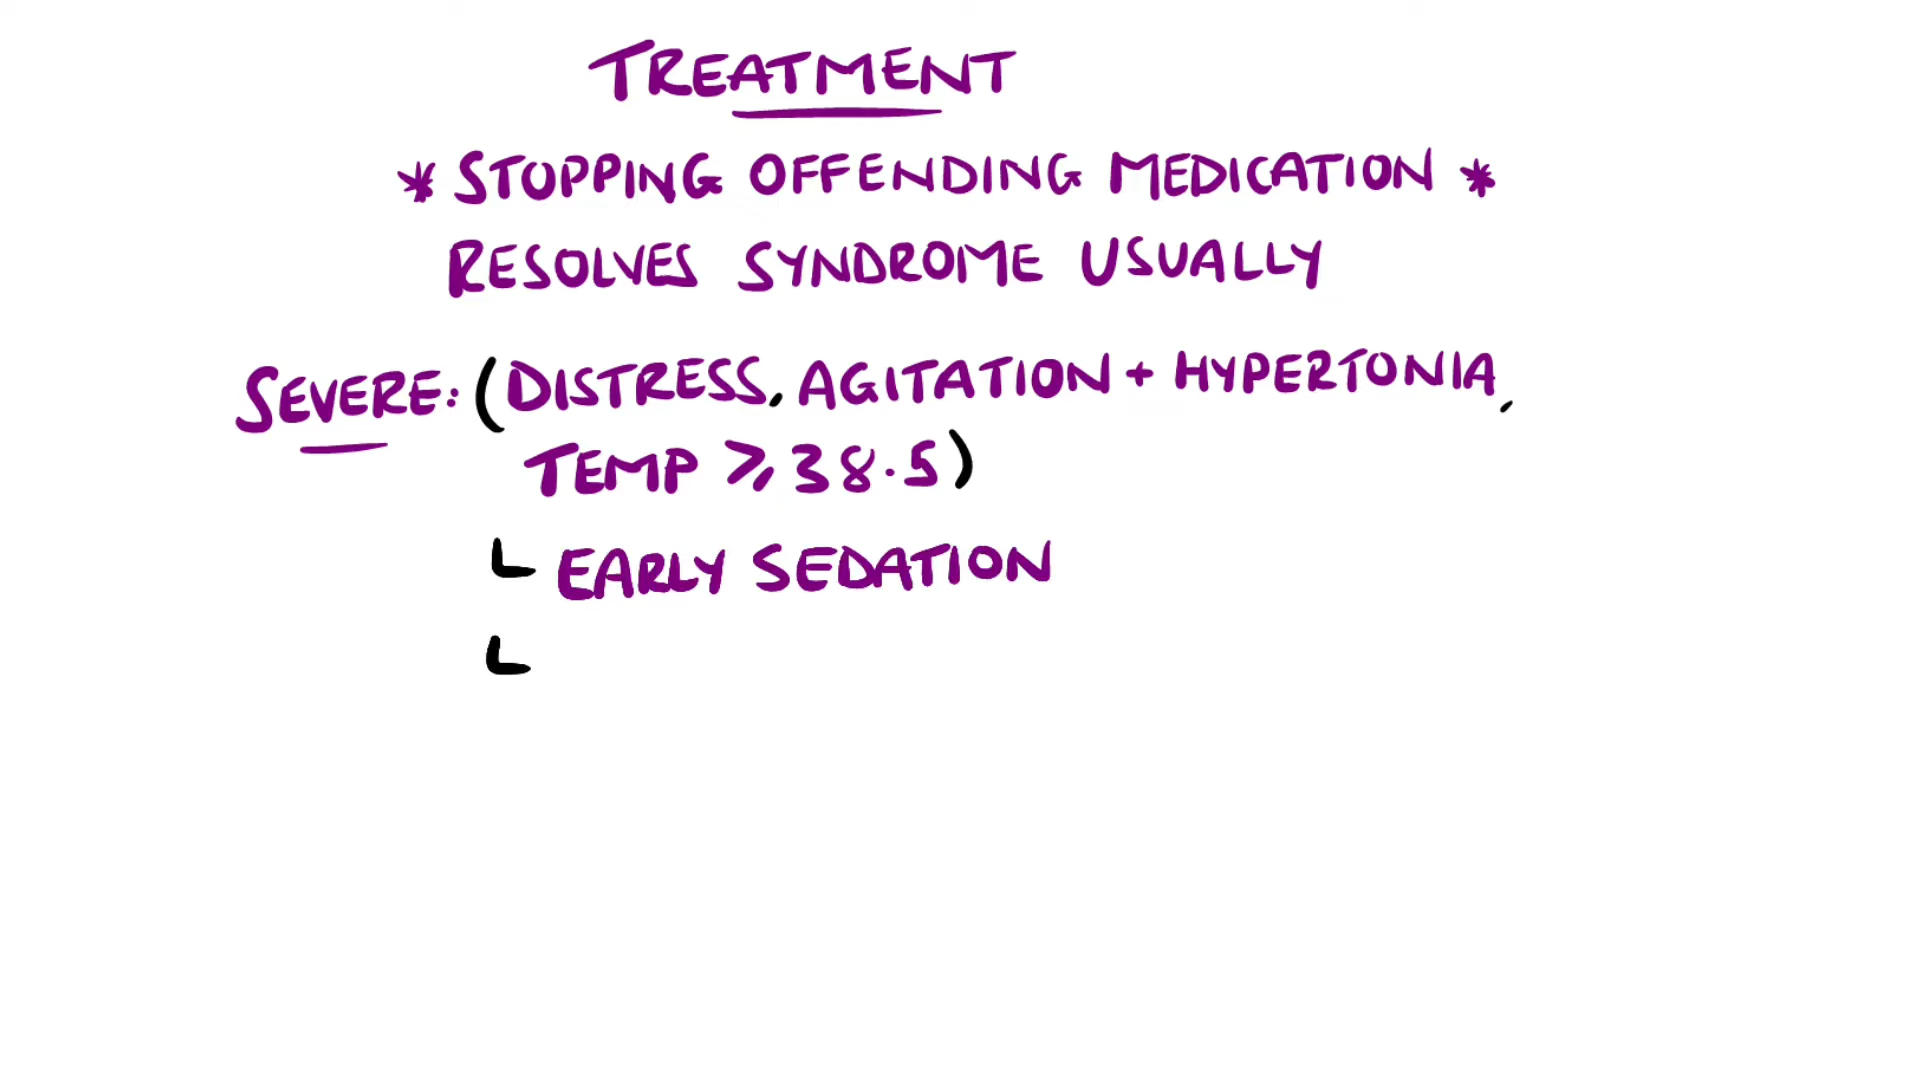 TREATMENT
* STOPPING OFFENDING MEDICATION *
RESOLVES SYNDROME USUALLY
SEVERE: (DISTRESS, AGITATION + HYPERTONIA,
TEMP ⩾ 38.5)
EARLY SEDATION